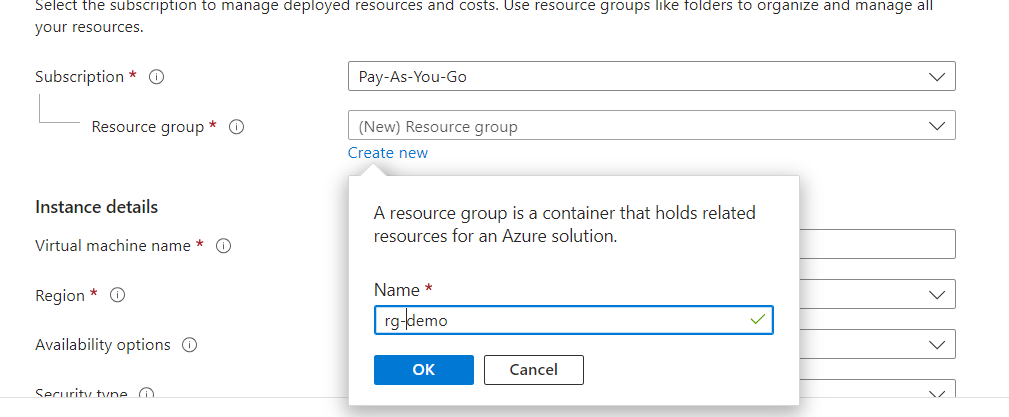 Select the subscription to manage deployed resources and costs. Use resource groups like folders to organize and manage all
your resources.
Subscription *
Pay-As-You-Go
Resource group *
(New) Resource group
Create new
A resource group is a container that holds related
resources for an Azure solution.
Name *
rg-demo
OK
Cancel
Instance details
Virtual machine name *
Region *
Availability options
Security type